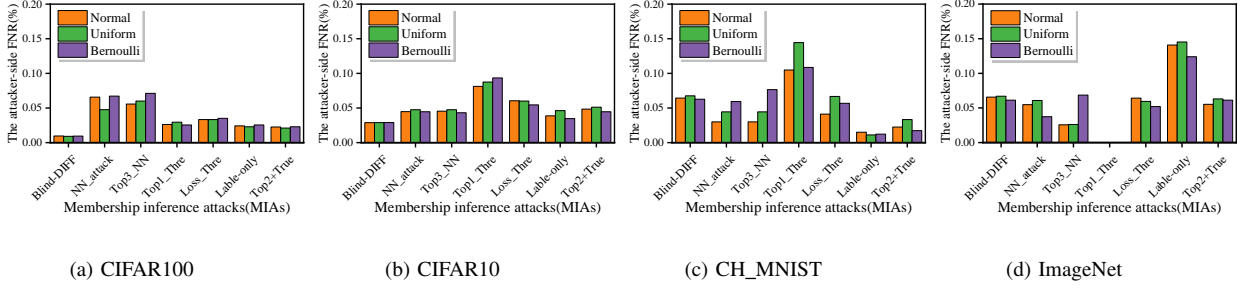 The attacker-side FNR(%)
0.20
0.15
0.10
0.05
0.00
Normal
Uniform
Bernoulli
Blind-DIFF
NN_attack
Top3_NN
Top1_Thre
Loss_Thre
Lable-only
Top2+True
Membership inference attacks(MIAs)
(a) CIFAR100
The attacker-side FNR(%)
0.20
0.15
0.10
0.05
0.00
Normal
Uniform
Bernoulli
Blind-DIFF
NN_attack
Top3_NN
Top1_Thre
Loss_Thre
Lable-only
Top2+True
Membership inference attacks(MIAs)
(b) CIFAR10
The attacker-side FNR(%)
0.20
0.15
0.10
0.05
0.00
Normal
Uniform
Bernoulli
Blind-DIFF
NN_attack
Top3_NN
Top1_Thre
Loss_Thre
Lable-only
Top2+True
Membership inference attacks(MIAs)
(c) CH_MNIST
The attacker-side FNR(%)
0.20
0.15
0.10
0.05
0.00
Normal
Uniform
Bernoulli
Blind-DIFF
NN_attack
Top3_NN
Top1_Thre
Loss_Thre
Lable-only
Top2+True
Membership inference attacks(MIAs)
(d) ImageNet